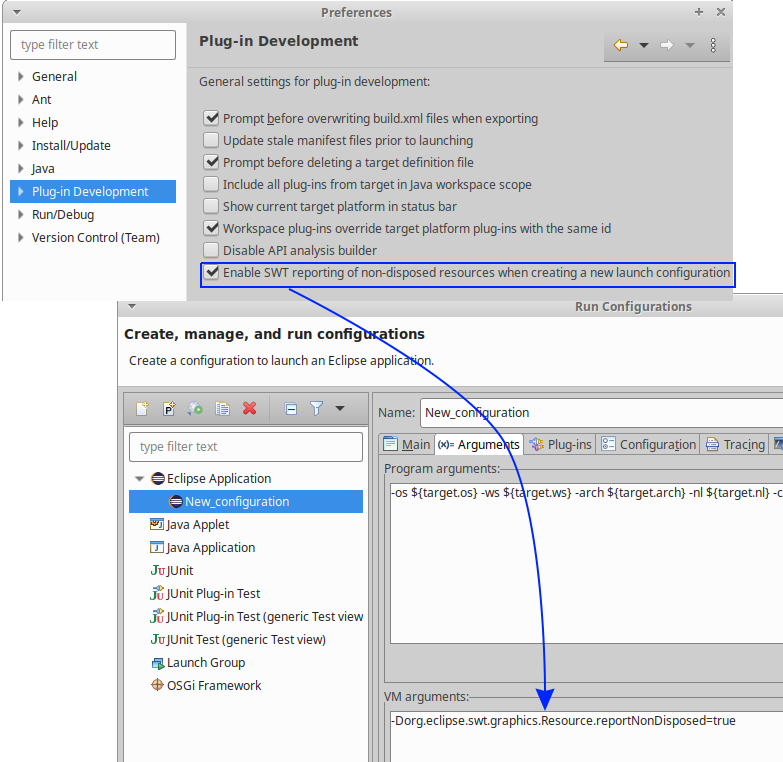 Preferences
type filter text
General
Ant
Help
Install/Update
Java
Plug-in Development
Run/Debug
Version Control (Team)
Plug-in Development
General settings for plug-in development:
Prompt before overwriting build.xml files when exporting
Update stale manifest files prior to launching
Prompt before deleting a target definition file
Include all plug-ins from target in Java workspace scope
Show current target platform in status bar
Workspace plug-ins override target platform plug-ins with the same id
Disable API analysis builder
Enable SWT reporting of non-disposed resources when creating a new launch configuration
Run Configurations
Create, manage, and run configurations
Create a configuration to launch an Eclipse application.
type filter text
Eclipse Application
New_configuration
Java Applet
Java Application
Ju JUnit
JUnit Plug-in Test
JUnit Plug-in Test (generic Test view
Ju JUnit Test (generic Test view)
Launch Group
OSGi Framework
Name: New_configuration
Main (x)= Arguments Plug-ins Configuration Tracing
Program arguments:
-os ${target.os} -ws ${target.ws} -arch ${target.arch} -nl ${target.nl} -c
VM arguments:
-Dorg.eclipse.swt.graphics.Resource.reportNonDisposed=true